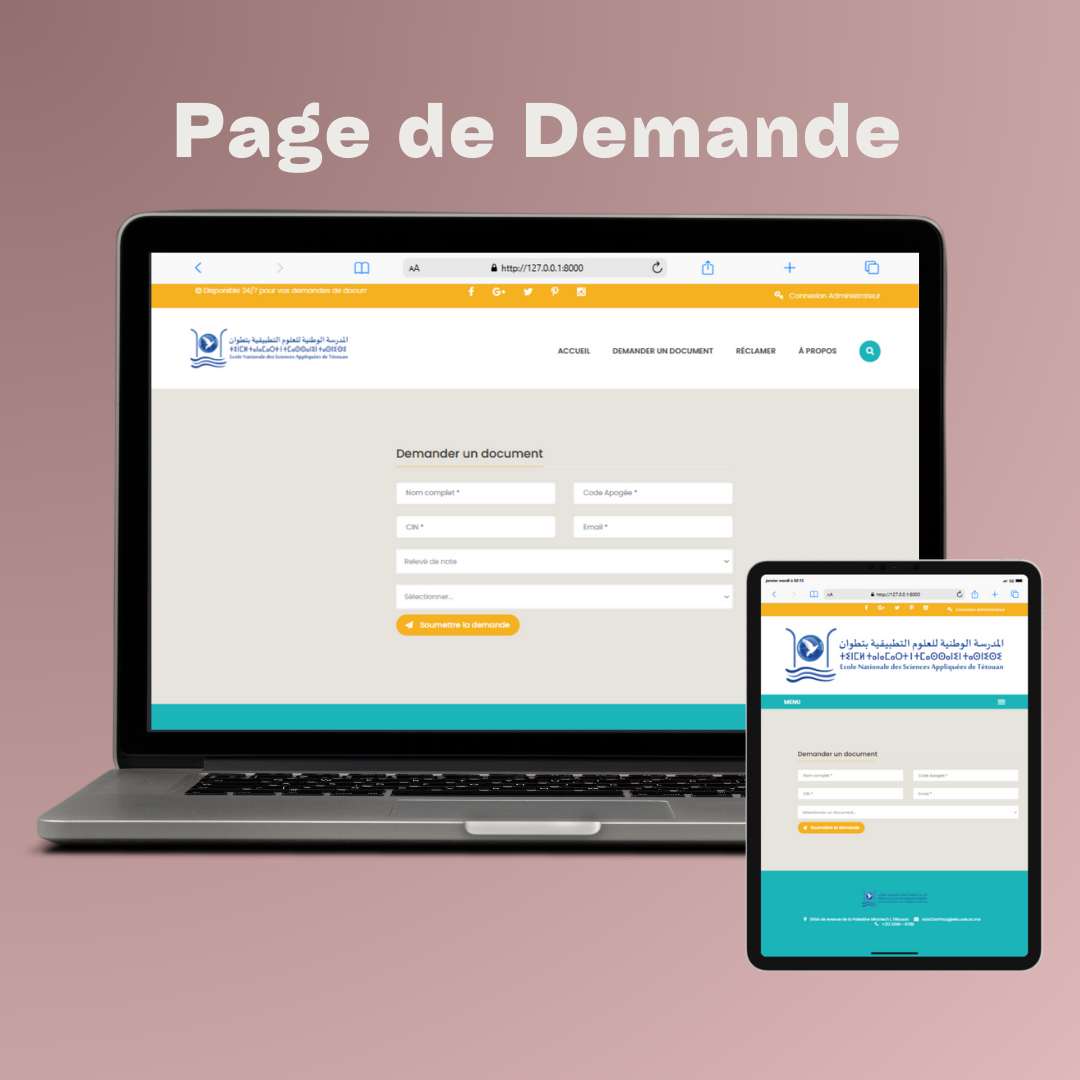 Page de Demande
AA
http://127.0.0.1:8000
Disponible 24/7 pour vos demandes de docum
G+
Connexion Administrateur
المدرسة الوطنية للعلوم التطبيقية بتطوان
Ecole Nationale des Sciences Appliquées de Tétouan
ACCUEIL
DEMANDER UN DOCUMENT
RÉCLAMER
À PROPOS
Demander un document
Nom complet *
Code Apogée *
CIN *
Email *
Relevé de note
Sélectionner...
Soumettre la demande
janvier mardi à 02:15
AA
http://127.0.0.1:8000
G+
Connexion Administrateur
المدرسة الوطنية للعلوم التطبيقية بتطوان
Ecole Nationale des Sciences Appliquées de Tétouan
MENU
Demander un document
Nom complet *
Code Apogée *
CIN *
Email *
Sélectionner un document...
Soumettre la demande